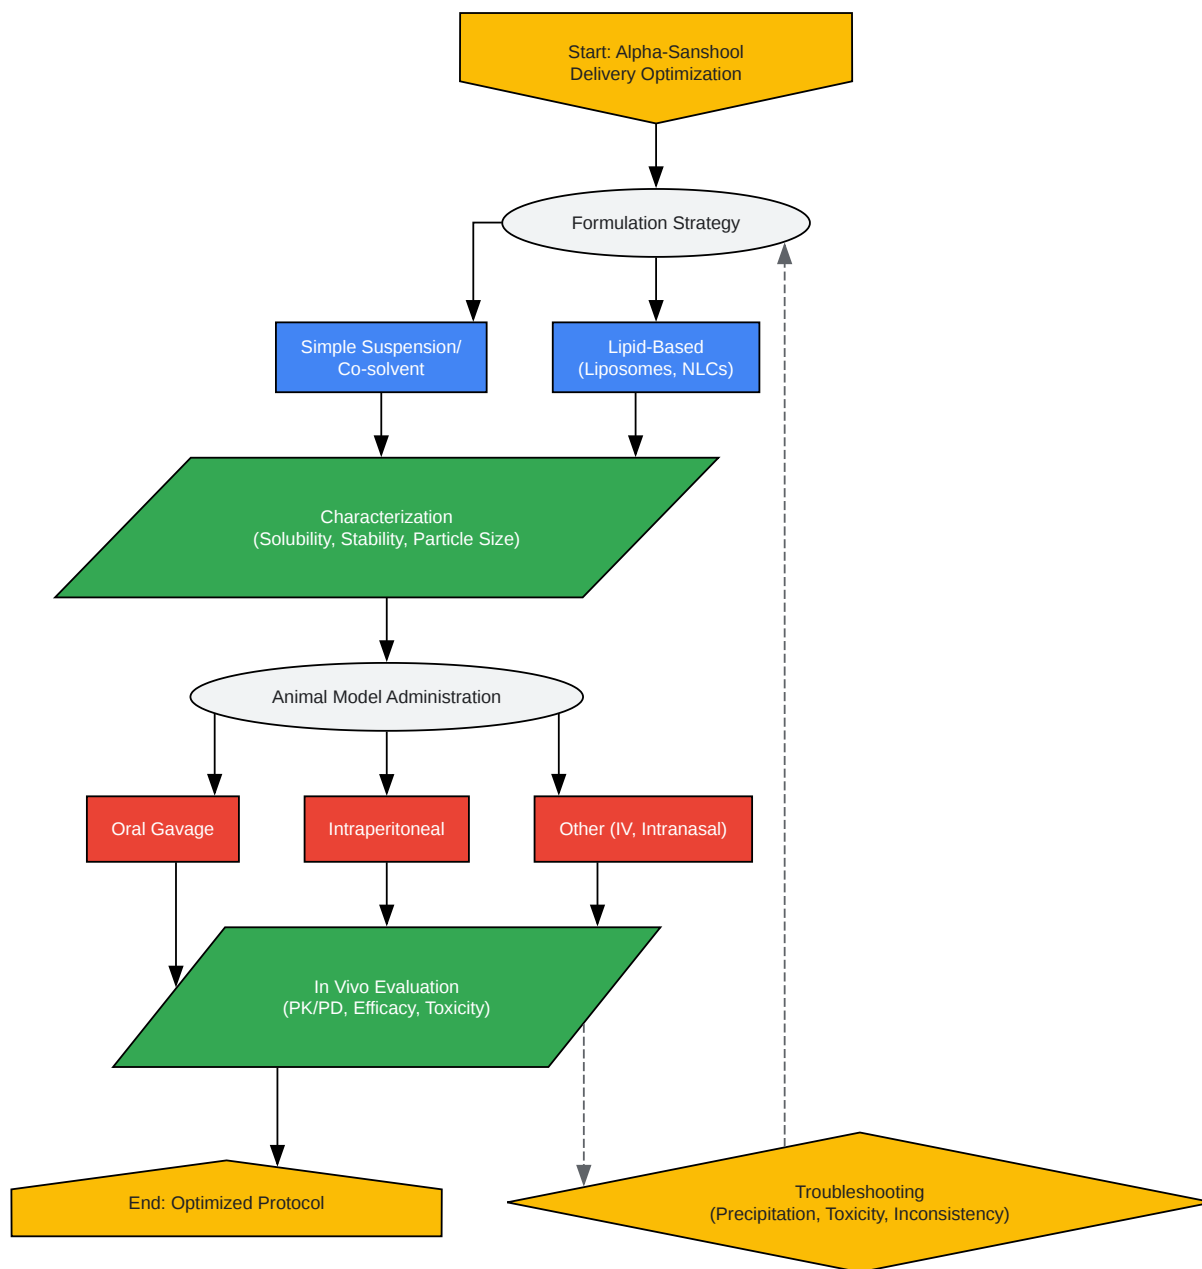 Start: Alpha-Sanshool
Delivery Optimization
Formulation Strategy
Simple Suspension/
Co-solvent
Lipid-Based
(Liposomes, NLCs)
Characterization
(Solubility, Stability, Particle Size)
Animal Model Administration
Oral Gavage
Intraperitoneal
Other (IV, Intranasal)
In Vivo Evaluation
(PK/PD, Efficacy, Toxicity)
End: Optimized Protocol
Troubleshooting
(Precipitation, Toxicity, Inconsistency)